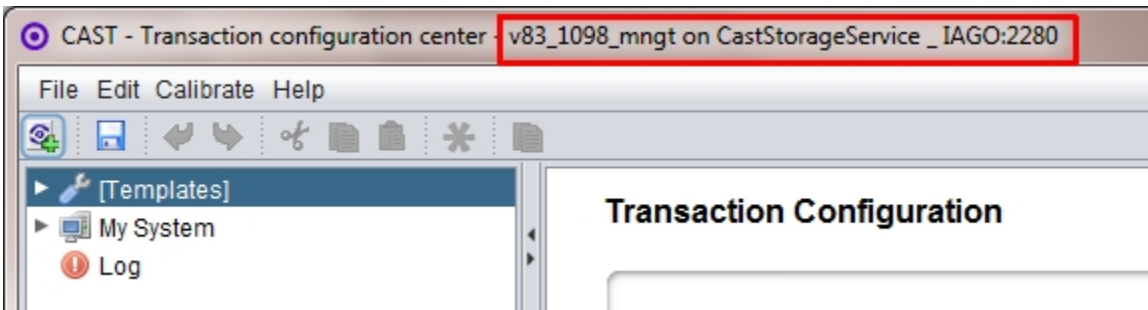 CAST - Transaction configuration center - v83_1098_mngt on CastStorageService _ IAGO:2280
File Edit Calibrate Help
[Templates]
My System
Log
Transaction Configuration